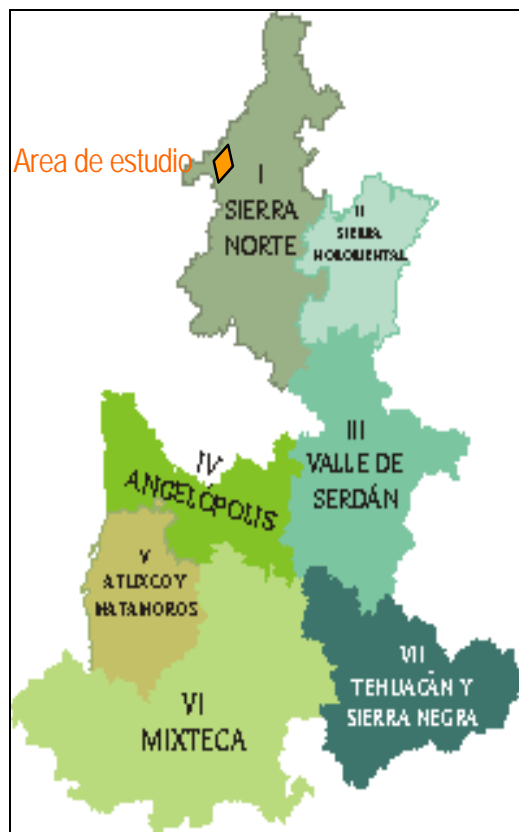 Area de estudio
I
SIERRA
NORTE
II
SIERRA
NORORIENTAL
III
VALLE DE
SERDÁN
IV
ANGELÓPOLIS
V
ATLIXCO Y
MATAMOROS
VI
MIXTECA
VII
TEHUACÁN Y
SIERRA NEGRA